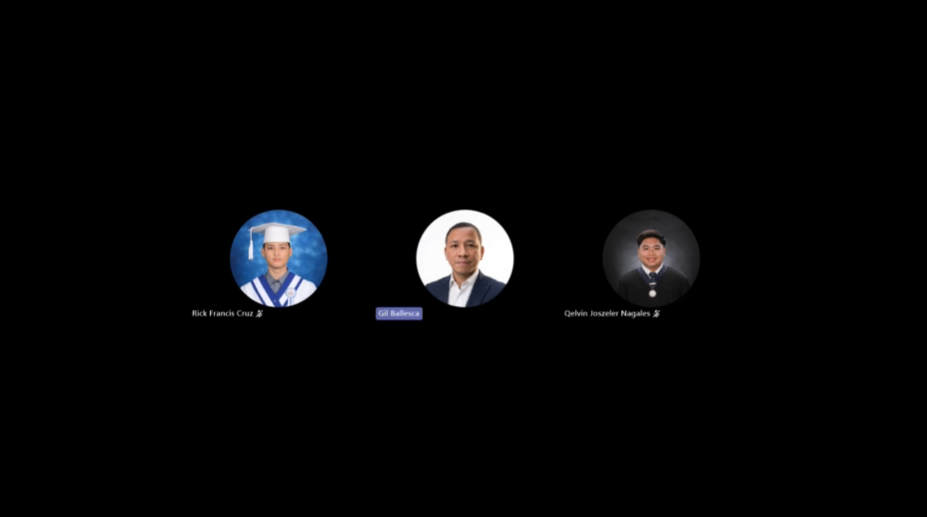 Rick Francis Cruz
Gil Ballesca
Qelvin Joszeler Nagales